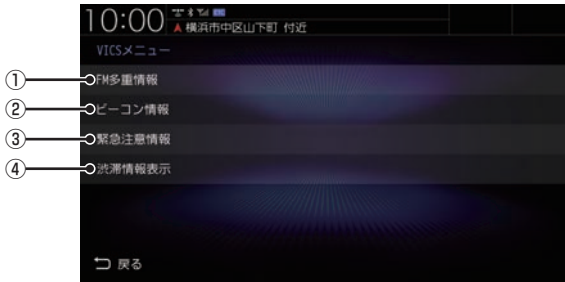 10:00
横浜市中区山下町 付近
VICSメニュー
① FM多重情報
② ビーコン情報
③ 緊急注意情報
④ 渋滞情報表示
戻る